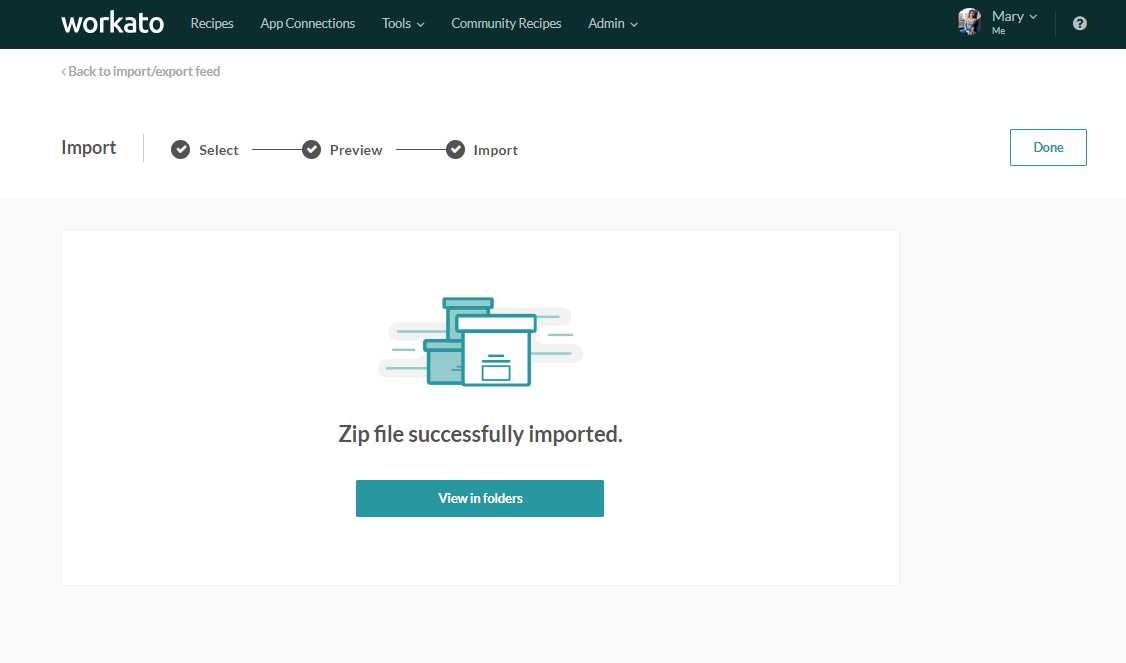 workato Recipes App Connections Tools Community Recipes Admin Mary
Me
?
Back to import/export feed
Import Select Preview Import Done
Zip file successfully imported.
View in folders